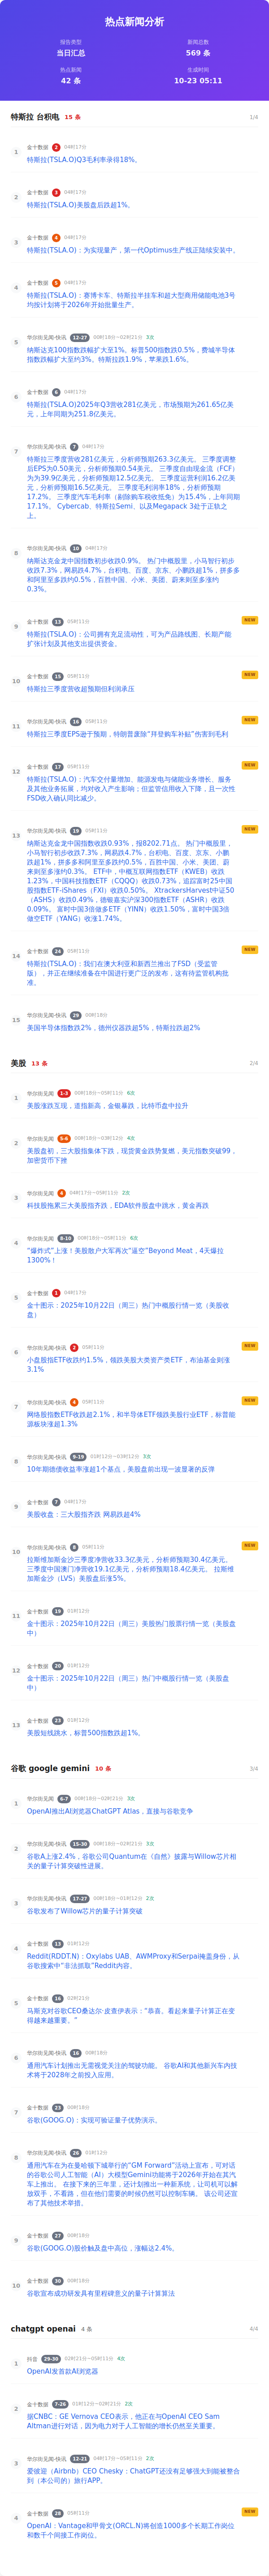 热点新闻分析
报告类型
新闻总数
当日汇总
569 条
热点新闻
生成时间
42 条
10-23 05:11
特斯拉 台积电 15 条 1/4
1
金十数据 2 04时17分
特斯拉(TSLA.O)Q3毛利率录得18%。
2
金十数据 3 04时17分
特斯拉(TSLA.O)美股盘后跌超1%。
3
金十数据 4 04时17分
特斯拉(TSLA.O)：为实现量产，第一代Optimus生产线正陆续安装中。
4
金十数据 5 04时17分
特斯拉(TSLA.O)：赛博卡车、特斯拉半挂车和超大型商用储能电池3号
均按计划将于2026年开始批量生产。
5
华尔街见闻-快讯 12-27 00时18分~02时21分 3次
纳斯达克100指数跌幅扩大至1%。标普500指数跌0.5%，费城半导体
指数跌幅扩大至约3%。特斯拉跌1.9%，苹果跌1.6%。
6
金十数据 6 04时17分
特斯拉(TSLA.O)2025年Q3营收281亿美元，市场预期为261.65亿美
元，上年同期为251.8亿美元。
7
华尔街见闻-快讯 7 04时17分
特斯拉三季度营收281亿美元，分析师预期263.3亿美元。 三季度调整
后EPS为0.50美元，分析师预期0.54美元。 三季度自由现金流（FCF）
为为39.9亿美元，分析师预期12.5亿美元。 三季度运营利润16.2亿美
元，分析师预期16.5亿美元。 三季度毛利润率18%，分析师预期
17.2%。 三季度汽车毛利率（剔除购车税收抵免）为15.4%，上年同期
17.1%。 Cybercab、特斯拉Semi、以及Megapack 3处于正轨之
上。
8
华尔街见闻-快讯 10 04时17分
纳斯达克金龙中国指数初步收跌0.9%。 热门中概股里，小马智行初步
收跌7.3%，网易跌4.7%，台积电、百度、京东、小鹏跌超1%，拼多多
和阿里至多跌约0.5%，百胜中国、小米、美团、蔚来则至多涨约
0.3%。
9
金十数据 13 05时11分 NEW
特斯拉(TSLA.O)：公司拥有充足流动性，可为产品路线图、长期产能
扩张计划及其他支出提供资金。
10
金十数据 15 05时11分 NEW
特斯拉三季度营收超预期但利润承压
11
华尔街见闻-快讯 16 05时11分 NEW
特斯拉三季度EPS逊于预期，特朗普废除“拜登购车补贴”伤害到毛利
12
金十数据 17 05时11分 NEW
特斯拉(TSLA.O)：汽车交付量增加、能源发电与储能业务增长、服务
及其他业务拓展，均对收入产生影响；但监管信用收入下降，且一次性
FSD收入确认同比减少。
13
华尔街见闻-快讯 19 05时11分 NEW
纳斯达克金龙中国指数收跌0.93%，报8202.71点。 热门中概股里，
小马智行初步收跌7.3%，网易跌4.7%，台积电、百度、京东、小鹏
跌超1%，拼多多和阿里至多跌约0.5%，百胜中国、小米、美团、蔚
来则至多涨约0.3%。 ETF中，中概互联网指数ETF（KWEB）收跌
1.23%，中国科技指数ETF（CQQQ）收跌0.73%，追踪富时25中国
股指数ETF-iShares（FXI）收跌0.50%。 XtrackersHarvest中证50
（ASHS）收跌0.49%，德银嘉实沪深300指数ETF（ASHR）收跌
0.09%。 富时中国3倍做多ETF（YINN）收跌1.50%，富时中国3倍
做空ETF（YANG）收涨1.74%。
14
金十数据 24 05时11分 NEW
特斯拉(TSLA.O)：我们在澳大利亚和新西兰推出了FSD（受监管
版），并正在继续准备在中国进行更广泛的发布，这有待监管机构批
准。
15
金十数据 29 00时18分
美国半导体指数跌2%，德州仪器跌超5%，特斯拉跌超2%
美股 13 条 2/4
1
华尔街见闻 1-3 00时18分~05时11分 6次
美股涨跌互现，道指新高，金银暴跌，比特币盘中拉升
2
华尔街见闻 5-6 00时18分~03时12分 4次
美股盘初，三大股指集体下跌，现货黄金跌势复燃，美元指数突破99，
加密货币下挫
3
华尔街见闻 4 04时17分~05时11分 2次
科技股拖累三大美股指齐跌，EDA软件股盘中跳水，黄金再跌
4
华尔街见闻 8-10 00时18分~05时11分 6次
“爆炸式”上涨！美股散户大军再次“逼空”Beyond Meat，4天爆拉
1300%！
5
金十数据 1 04时17分
金十图示：2025年10月22日（周三）热门中概股行情一览（美股收
盘）
6
华尔街见闻-快讯 2 05时11分 NEW
小盘股指ETF收跌约1.5%，领跌美股大类资产类ETF，布油基金则涨
3.1%
7
华尔街见闻-快讯 4 05时11分 NEW
网络股指数ETF收跌超2.1%，和半导体ETF领跌美股行业ETF，标普能
源板块涨超1.3%
8
华尔街见闻-快讯 9-19 01时12分~03时12分 3次
10年期德债收益率涨超1个基点，美股盘前出现一波显著的反弹
9
金十数据 7 04时17分
美股收盘：三大股指齐跌 网易跌超4%
10
华尔街见闻-快讯 8 05时11分 NEW
拉斯维加斯金沙三季度净营收33.3亿美元，分析师预期30.4亿美元。
三季度中国澳门净营收19.1亿美元，分析师预期18.4亿美元。 拉斯维
加斯金沙（LVS）美股盘后涨5%。
11
金十数据 19 01时12分
金十图示：2025年10月22日（周三）美股热门股票行情一览（美股盘
中）
12
金十数据 20 01时12分
金十图示：2025年10月22日（周三）热门中概股行情一览（美股盘
中）
13
金十数据 23 01时12分
美股短线跳水，标普500指数跌超1%。
谷歌 google gemini 10 条 3/4
1
华尔街见闻 6-7 00时18分~02时21分 3次
OpenAI推出AI浏览器ChatGPT Atlas，直接与谷歌竞争
2
华尔街见闻-快讯 15-30 00时18分~02时21分 3次
谷歌A上涨2.4%，谷歌公司Quantum在《自然》披露与Willow芯片相
关的量子计算突破性进展。
3
华尔街见闻-快讯 17-27 00时18分~01时12分 2次
谷歌发布了Willow芯片的量子计算突破
4
金十数据 13 01时12分
Reddit(RDDT.N)：Oxylabs UAB、AWMProxy和Serpai掩盖身份，从
谷歌搜索中“非法抓取”Reddit内容。
5
金十数据 16 02时21分
马斯克对谷歌CEO桑达尔·皮查伊表示：“恭喜。看起来量子计算正在变
得越来越重要。”
6
华尔街见闻-快讯 16 00时18分
通用汽车计划推出无需视觉关注的驾驶功能。 谷歌AI和其他新兴车内技
术将于2028年之前投入应用。
7
金十数据 23 00时18分
谷歌(GOOG.O)：实现可验证量子优势演示。
8
华尔街见闻-快讯 26 01时12分
通用汽车在为在曼哈顿下城举行的“GM Forward”活动上宣布，可对话
的谷歌公司人工智能（AI）大模型Gemini功能将于2026年开始在其汽
车上推出。 在接下来的三年里，还计划推出一种新系统，让司机可以解
放双手，不看路，但在他们需要的时候仍然可以控制车辆。 该公司还宣
布了其他技术举措。
9
金十数据 27 00时18分
谷歌(GOOG.O)股价触及盘中高位，涨幅达2.4%。
10
金十数据 30 00时18分
谷歌宣布成功研发具有里程碑意义的量子计算算法
chatgpt openai 4 条 4/4
1
抖音 29-30 02时21分~05时11分 4次
OpenAI发首款AI浏览器
2
金十数据 7-26 01时12分~02时21分 2次
据CNBC：GE Vernova CEO表示，他正在与OpenAI CEO Sam
Altman进行对话，因为电力对于人工智能的增长仍然至关重要。
3
华尔街见闻-快讯 12-21 04时17分~05时11分 2次
爱彼迎（Airbnb）CEO Chesky：ChatGPT还没有足够强大到能被整合
到（本公司的）旅行APP。
4
金十数据 28 05时11分 NEW
OpenAI：Vantage和甲骨文(ORCL.N)将创造1000多个长期工作岗位
和数千个间接工作岗位。